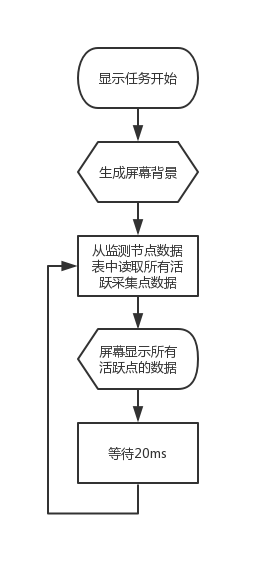 显示任务开始
生成屏幕背景
从监测节点数据
表中读取所有活
跃采集点数据
屏幕显示所有
活跃点的数据
等待20ms